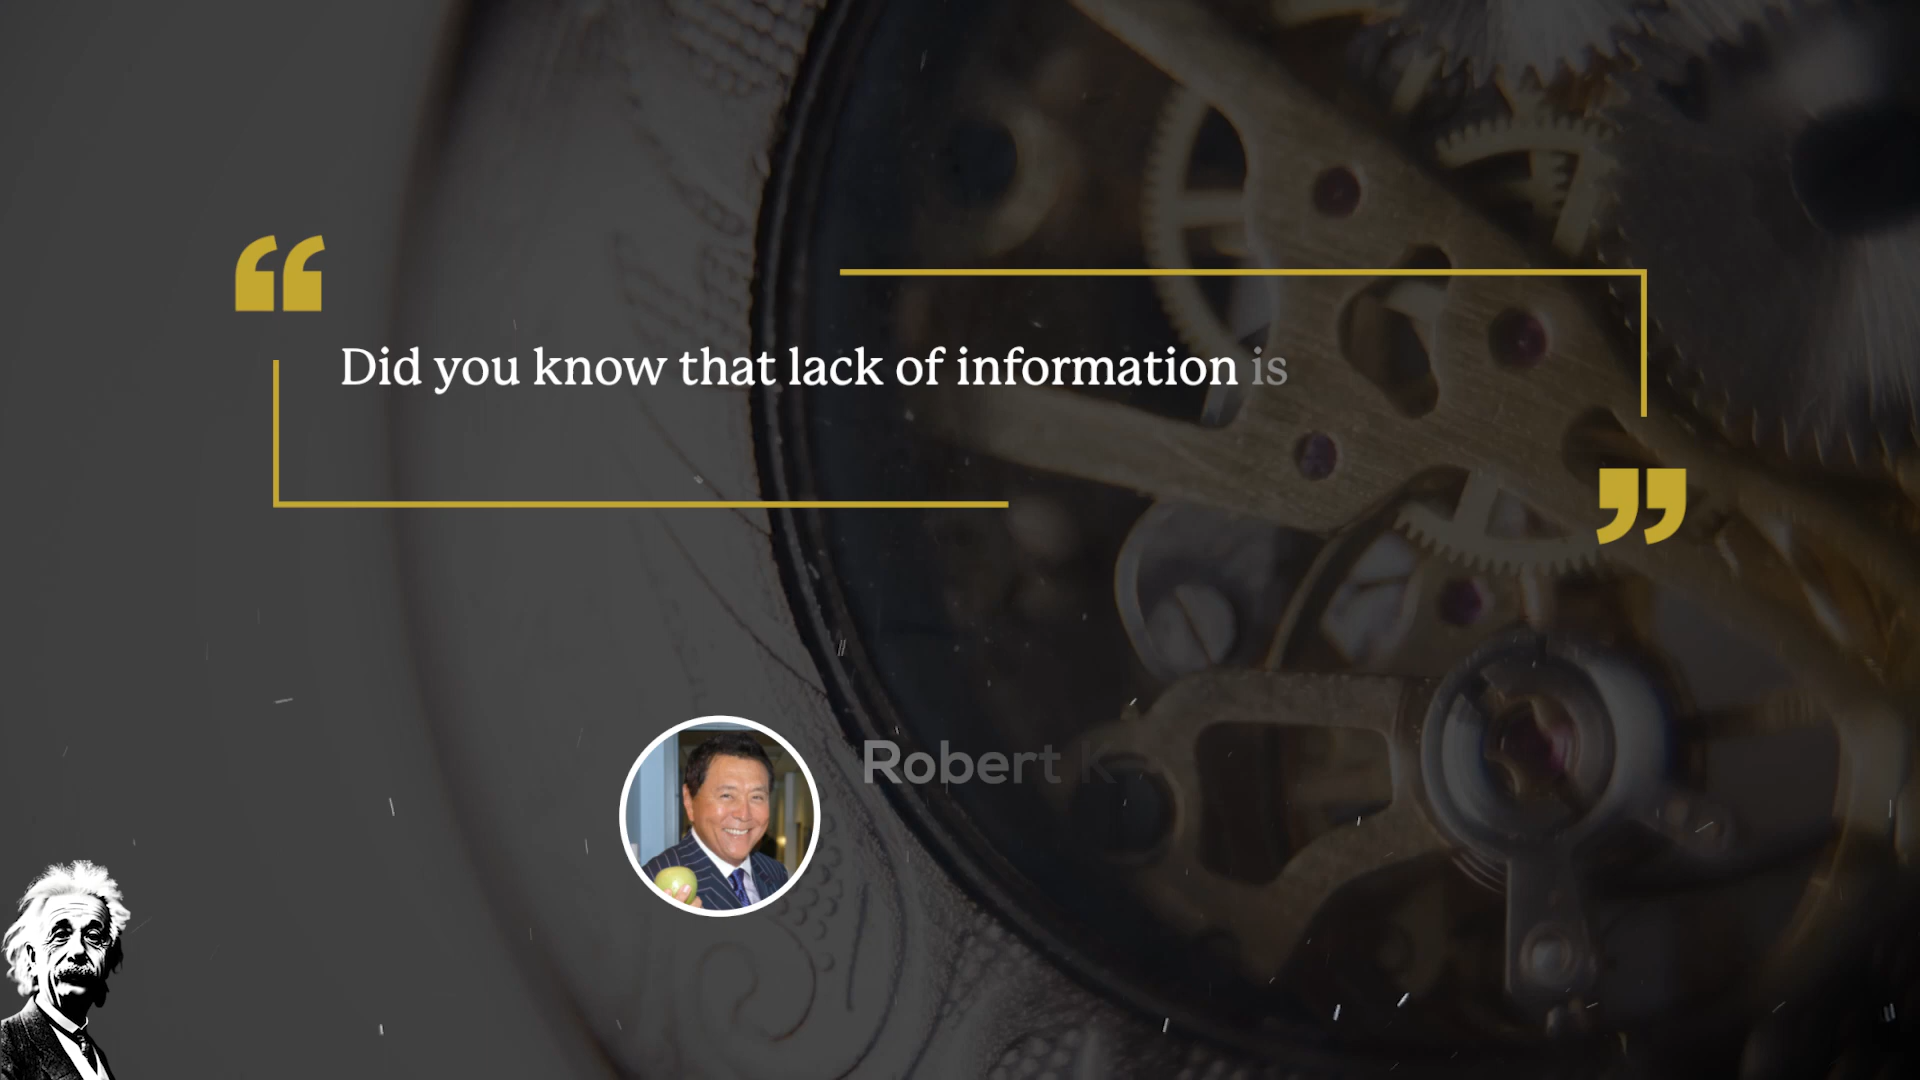 “
Did you know that lack of information is
”
Robert K